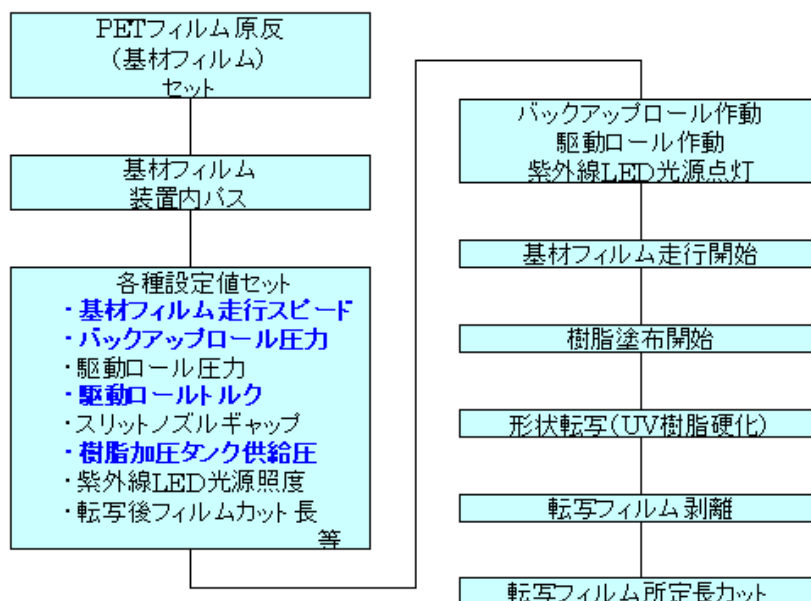 PETフィルム原反
(基材フィルム)
セット
基材フィルム
装置内パス
各種設定値セット
・基材フィルム走行スピード
・バックアップロール圧力
・駆動ロール圧力
・駆動ロールトルク
・スリットノズルギャップ
・樹脂加圧タンク供給圧
・紫外線LED光源照度
・転写後フィルムカット長
等
バックアップロール作動
駆動ロール作動
紫外線LED光源点灯
基材フィルム走行開始
樹脂塗布開始
形状転写(UV樹脂硬化)
転写フィルム剥離
転写フィルム所定長カット